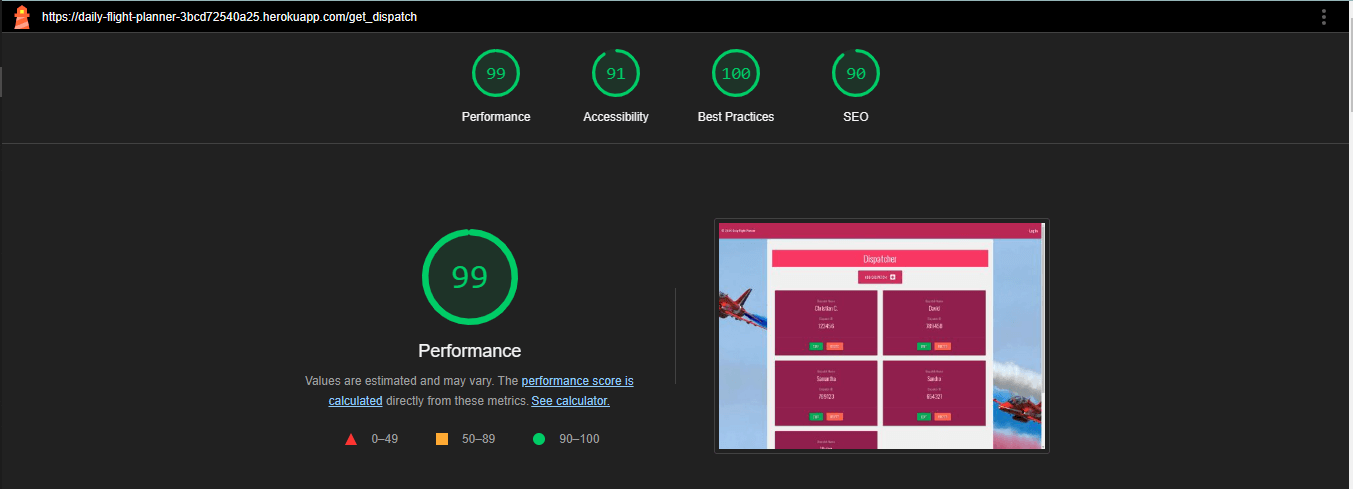 https://daily-flight-planner-3bcd72540a25.herokuapp.com/get_dispatch
99 91 100 90
Performance Accessibility Best Practices SEO
99
Performance
Values are estimated and may vary. The performance score is
calculated directly from these metrics. See calculator.
0–49 50–89 90–100
Log In
Dispatcher
Christian C. David
123456
Samantha Sandra
789123 654321